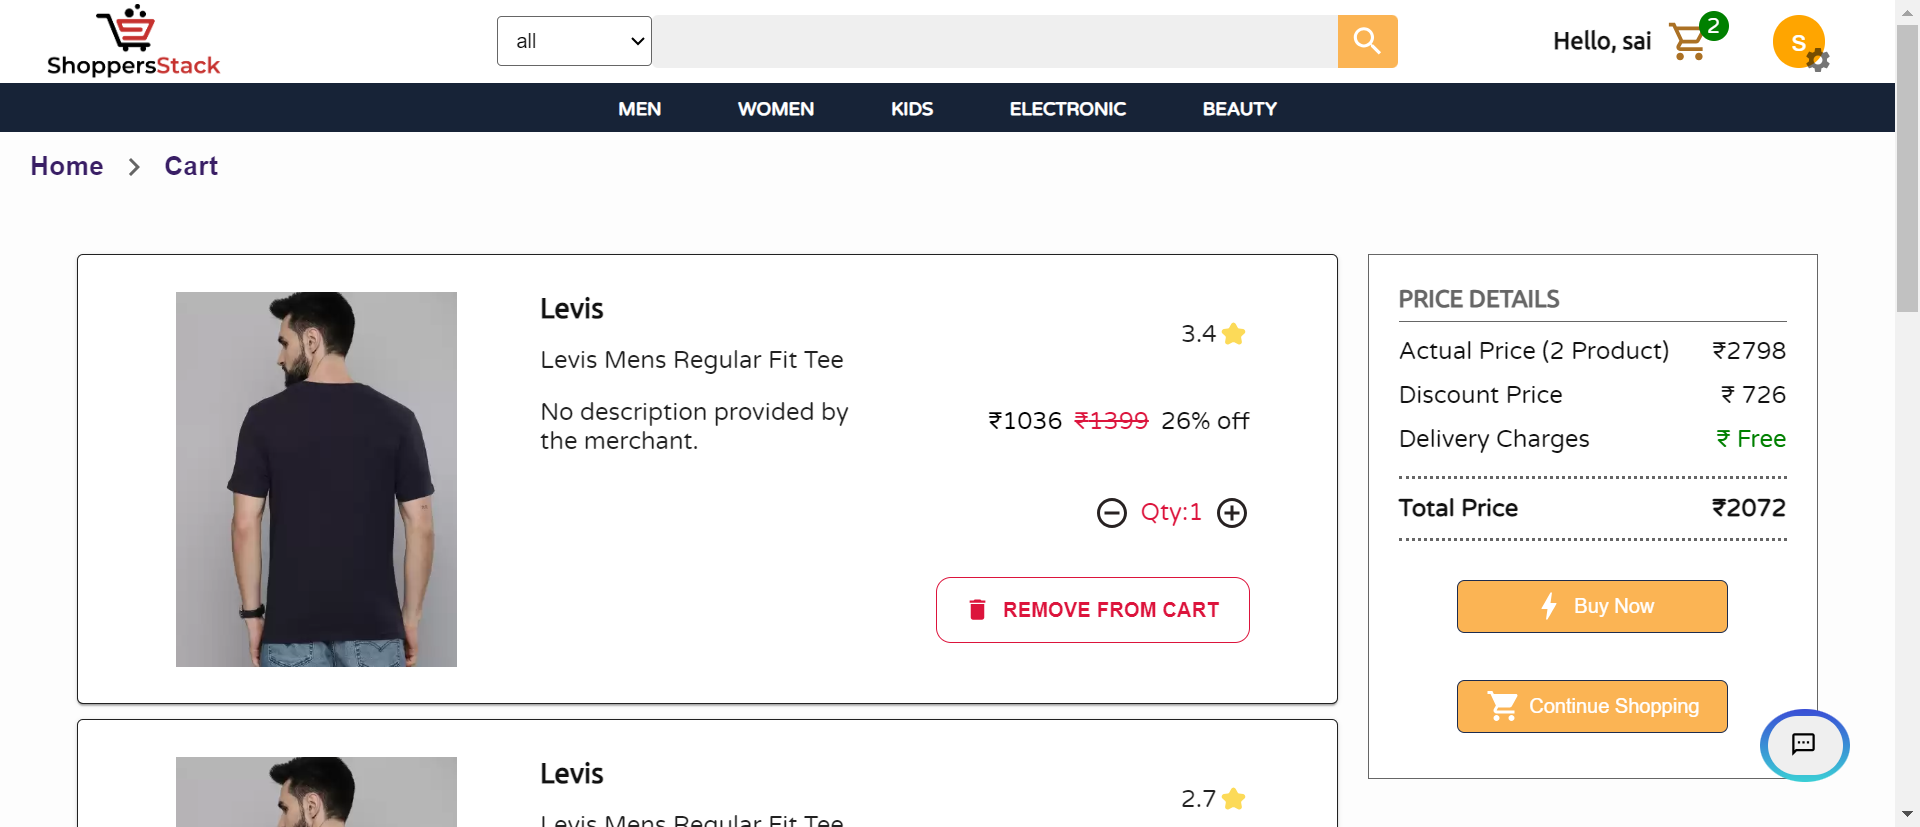 ShoppersStack
all
Hello, sai
2
S
MEN
WOMEN
KIDS
ELECTRONIC
BEAUTY
Home > Cart
Levis
3.4
Levis Mens Regular Fit Tee
No description provided by
the merchant.
₹1036 ₹1399 26% off
Qty:1
REMOVE FROM CART
PRICE DETAILS
Actual Price (2 Product) ₹2798
Discount Price ₹ 726
Delivery Charges ₹ Free
Total Price ₹2072
Buy Now
Continue Shopping
Levis
2.7
Levis Mens Regular Fit Tee